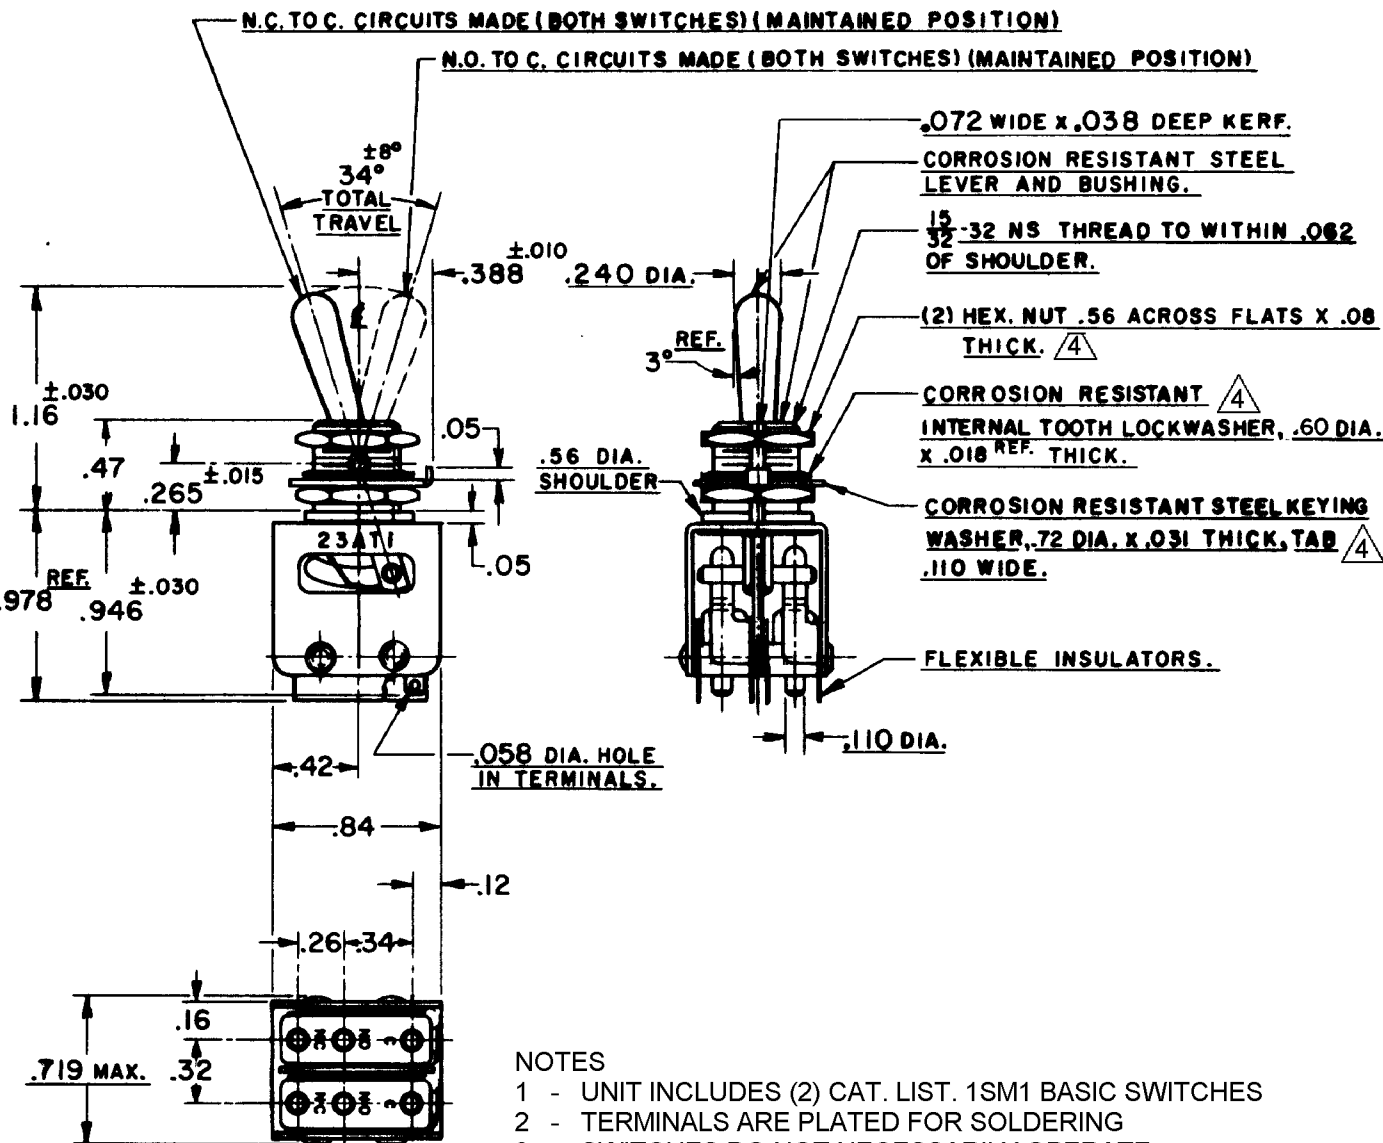 N.C. TO C. CIRCUITS MADE (BOTH SWITCHES) (MAINTAINED POSITION)
N.O. TO C. CIRCUITS MADE (BOTH SWITCHES) (MAINTAINED POSITION)
.072 WIDE x .038 DEEP KERF.
CORROSION RESISTANT STEEL
LEVER AND BUSHING.
15/32-32 NS THREAD TO WITHIN .062
OF SHOULDER.
(2) HEX. NUT .56 ACROSS FLATS X .08
THICK. 4
CORROSION RESISTANT 4
INTERNAL TOOTH LOCKWASHER, .60 DIA.
x .018 REF. THICK.
CORROSION RESISTANT STEEL KEYING
WASHER, .72 DIA. x .031 THICK, TAB 4
.110 WIDE.
FLEXIBLE INSULATORS.
±8°
34°
TOTAL
TRAVEL
.388 ±.010
.240 DIA.
REF.
3°
1.16 ±.030
.47
.265 ±.015
.05
.56 DIA.
SHOULDER
23AT1
.05
.978 REF.
.946 ±.030
.110 DIA.
.058 DIA. HOLE
IN TERMINALS.
.42
.84
.12
.26
.34
.16
.719 MAX.
.32
NC NO C
NC NO C
NOTES
1 - UNIT INCLUDES (2) CAT. LIST. 1SM1 BASIC SWITCHES
2 - TERMINALS ARE PLATED FOR SOLDERING